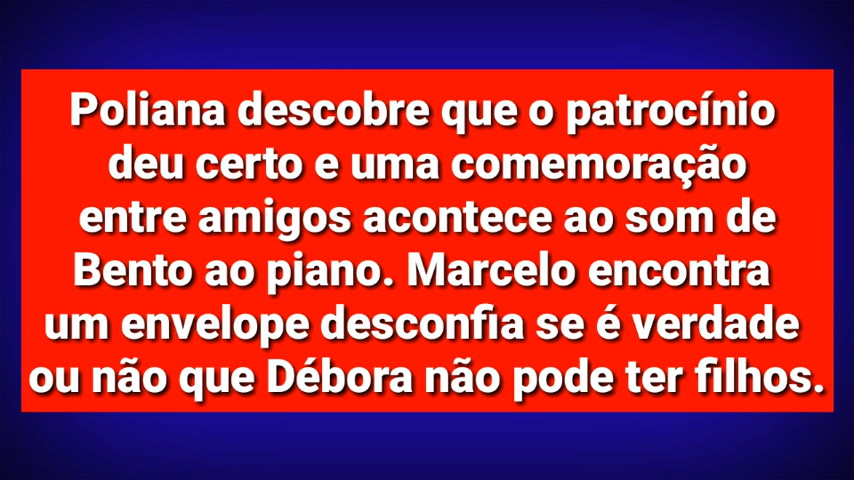 Poliana descobre que o patrocínio
deu certo e uma comemoração
entre amigos acontece ao som de
Bento ao piano. Marcelo encontra
um envelope desconfia se é verdade
ou não que Débora não pode ter filhos.